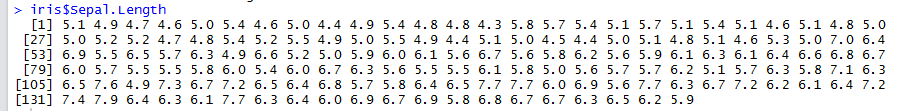 > iris$Sepal.Length
[1] 5.1 4.9 4.7 4.6 5.0 5.4 4.6 5.0 4.4 4.9 5.4 4.8 4.8 4.3 5.8 5.7 5.4 5.1 5.7 5.1 5.4 5.1 4.6 5.1 4.8 5.0
[27] 5.0 5.2 5.2 4.7 4.8 5.4 5.2 5.5 4.9 5.0 5.5 4.9 4.4 5.1 5.0 4.5 4.4 5.0 5.1 4.8 5.1 4.6 5.3 5.0 7.0 6.4
[53] 6.9 5.5 6.5 5.7 6.3 4.9 6.6 5.2 5.0 5.9 6.0 6.1 5.6 6.7 5.6 5.8 6.2 5.6 5.9 6.1 6.3 6.1 6.4 6.6 6.8 6.7
[79] 6.0 5.7 5.5 5.5 5.8 6.0 5.4 6.0 6.7 6.3 5.6 5.5 5.5 6.1 5.8 5.0 5.6 5.7 5.7 6.2 5.1 5.7 6.3 5.8 7.1 6.3
[105] 6.5 7.6 4.9 7.3 6.7 7.2 6.5 6.4 6.8 5.7 5.8 6.4 6.5 7.7 7.7 6.0 6.9 5.6 7.7 6.3 6.7 7.2 6.2 6.1 6.4 7.2
[131] 7.4 7.9 6.4 6.3 6.1 7.7 6.3 6.4 6.0 6.9 6.7 6.9 5.8 6.8 6.7 6.7 6.3 6.5 6.2 5.9